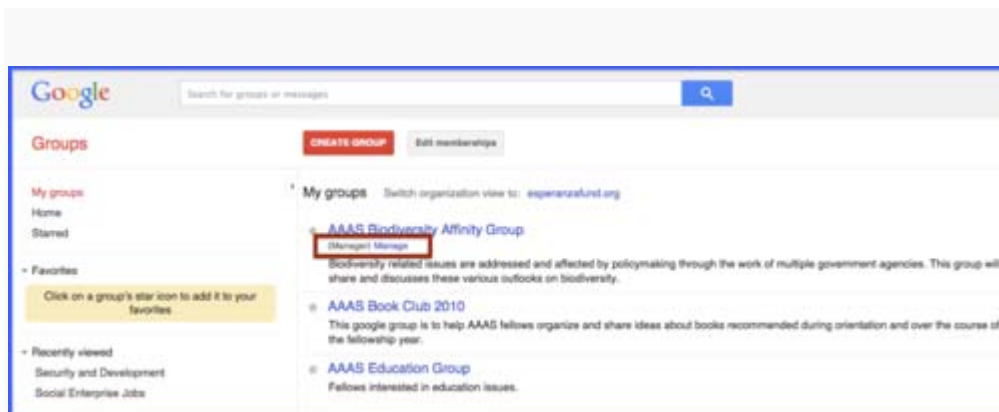 Google
Search for groups or messages
Groups
CREATE GROUP
Edit memberships
My groups
Home
Starred
Favorites
Click on a group's star icon to add it to your
favorites
Recently viewed
Security and Development
Social Enterprise Jobs
My groups Switch organization view to: esperanzafund.org
AAAS Biodiversity Affinity Group
(Manager) Manage
Biodiversity related issues are addressed and affected by policymaking through the work of multiple government agencies. This group will
share and discusses these various outlooks on biodiversity.
AAAS Book Club 2010
This google group is to help AAAS fellows organize and share ideas about books recommended during orientation and over the course of
the fellowship year.
AAAS Education Group
Fellows interested in education issues.